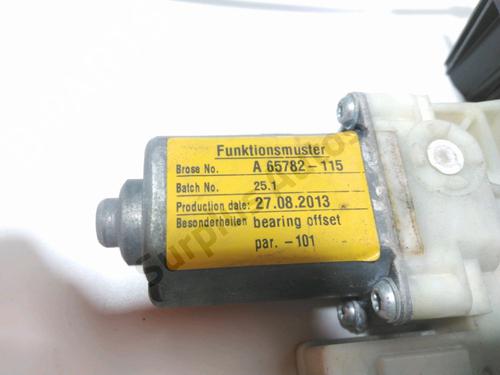 Funktionsmuster
Brose No. A 65782-115
Batch No. 25.1
Production date: 27.08.2013
Besonderheiten bearing offset
par. -101